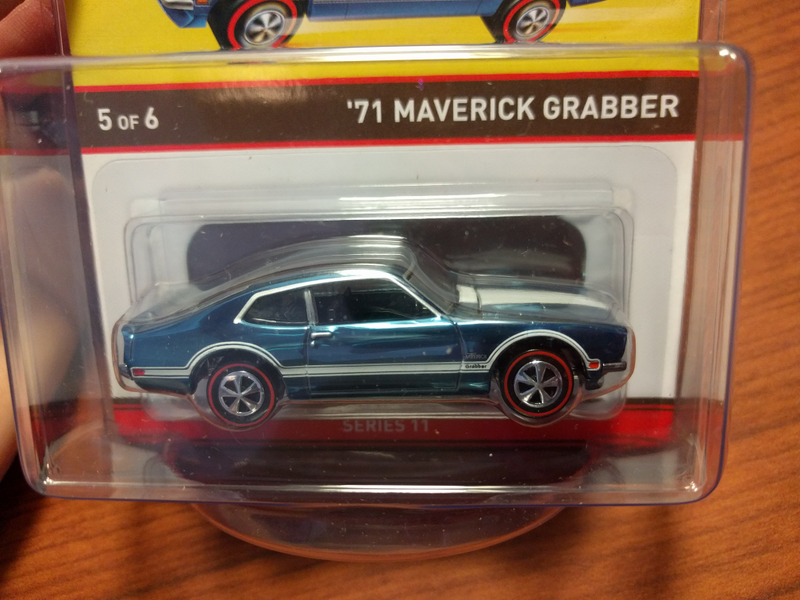 5 OF 6
'71 MAVERICK GRABBER
Grabber
SERIES 11